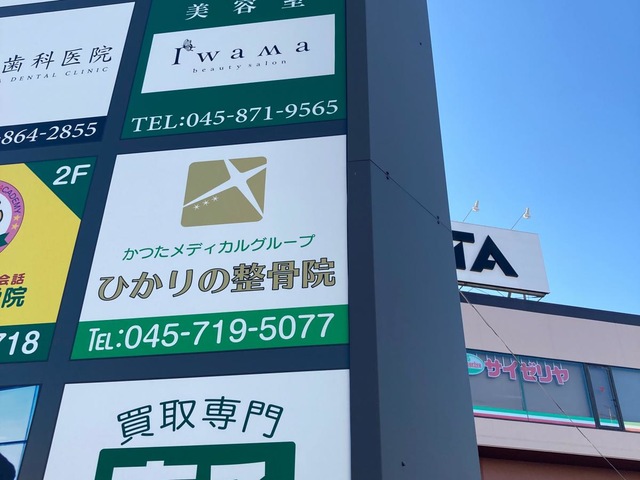 歯科医院
DENTAL CLINIC
864-2855
美容室
Iwama
beauty salon
TEL:045-871-9565
2F
ACADEMY
会話
院
718
かつたメディカルグループ
ひかりの整骨院
TEL:045-719-5077
買取専門
TA
サイゼリヤ